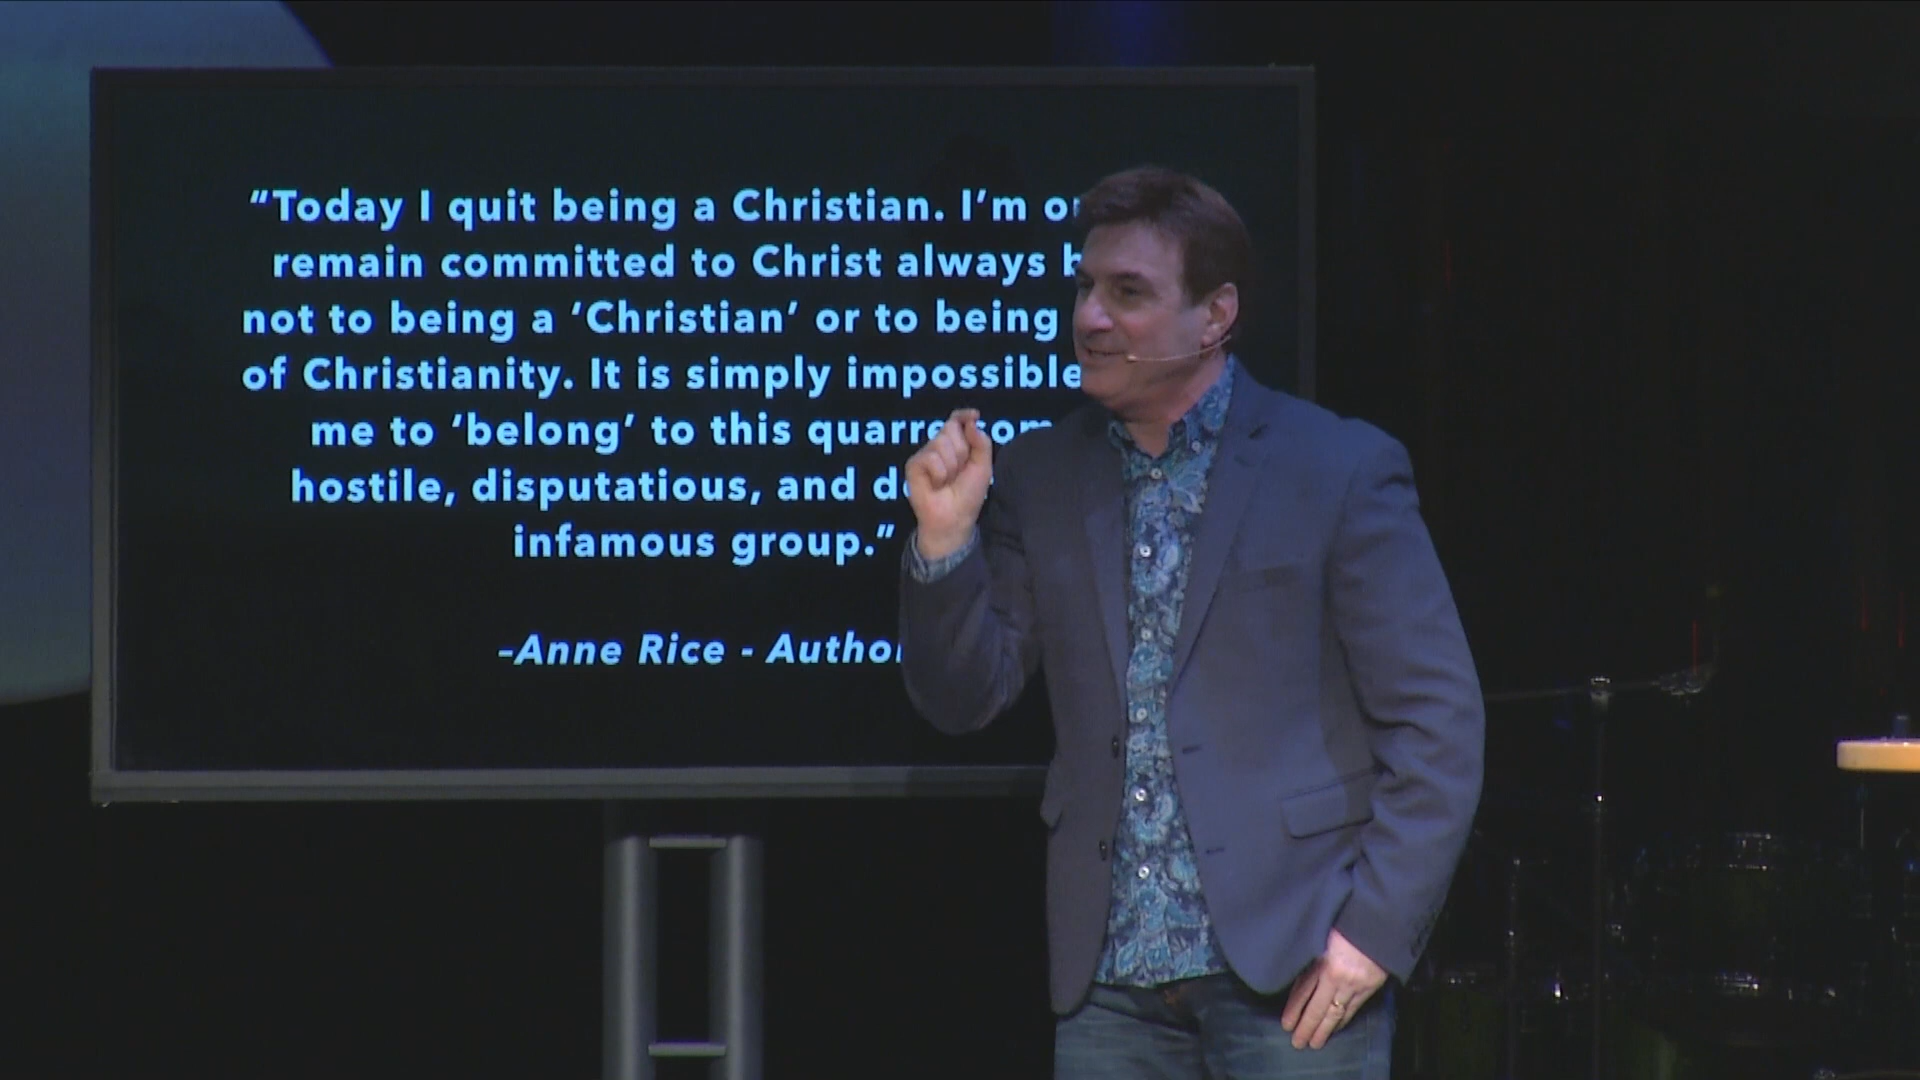 “Today I quit being a Christian. I’m
remain committed to Christ always
not to being a ‘Christian’ or to being
of Christianity. It is simply impossible
me to ‘belong’ to this
hostile, disputatious, and
infamous group.”
–Anne Rice - Author